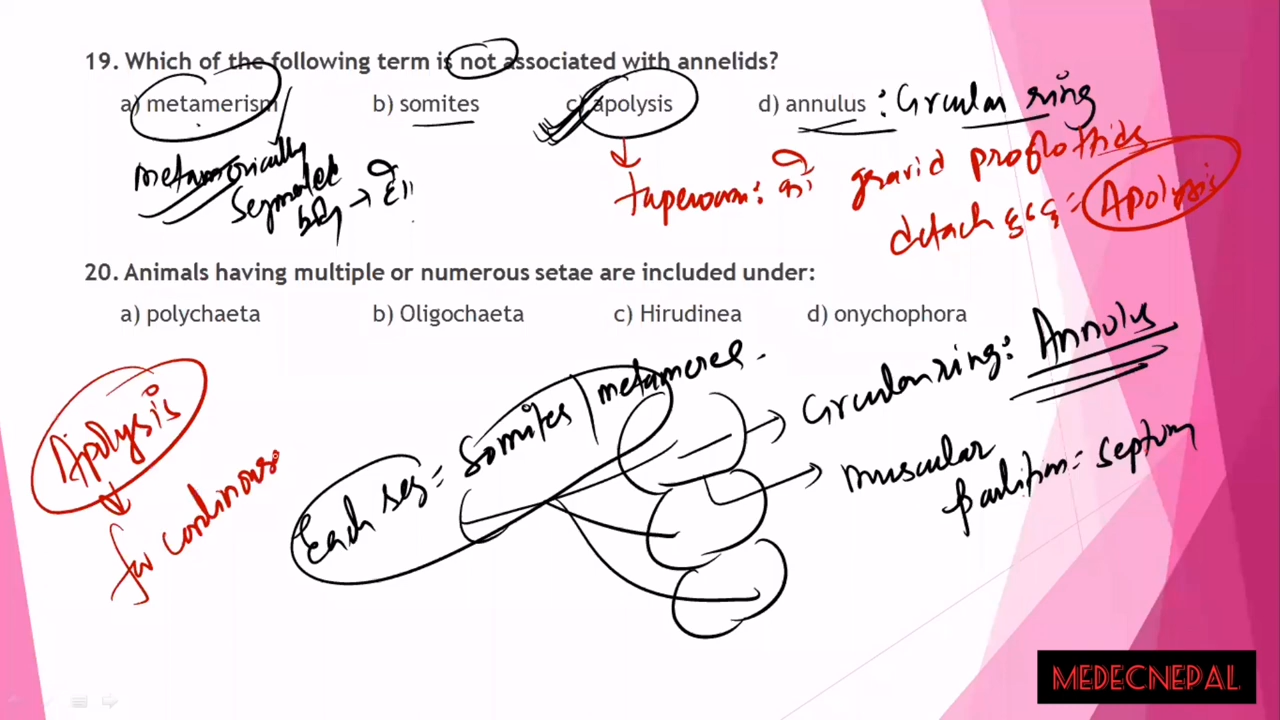 19. Which of the following term is not associated with annelids?
a) metamerism b) somites c) apolysis d) annulus : Circular ring
metamerically
segmented
body →
tapeworm: को gravid proglottids
detach हुनु = Apolysis
20. Animals having multiple or numerous setae are included under:
a) polychaeta b) Oligochaeta c) Hirudinea d) onychophora
Apolysis
for continous
Each seg = Somites | metameres
Circular ring: Annulus
muscular
partition = septum
MEDECNEPAL